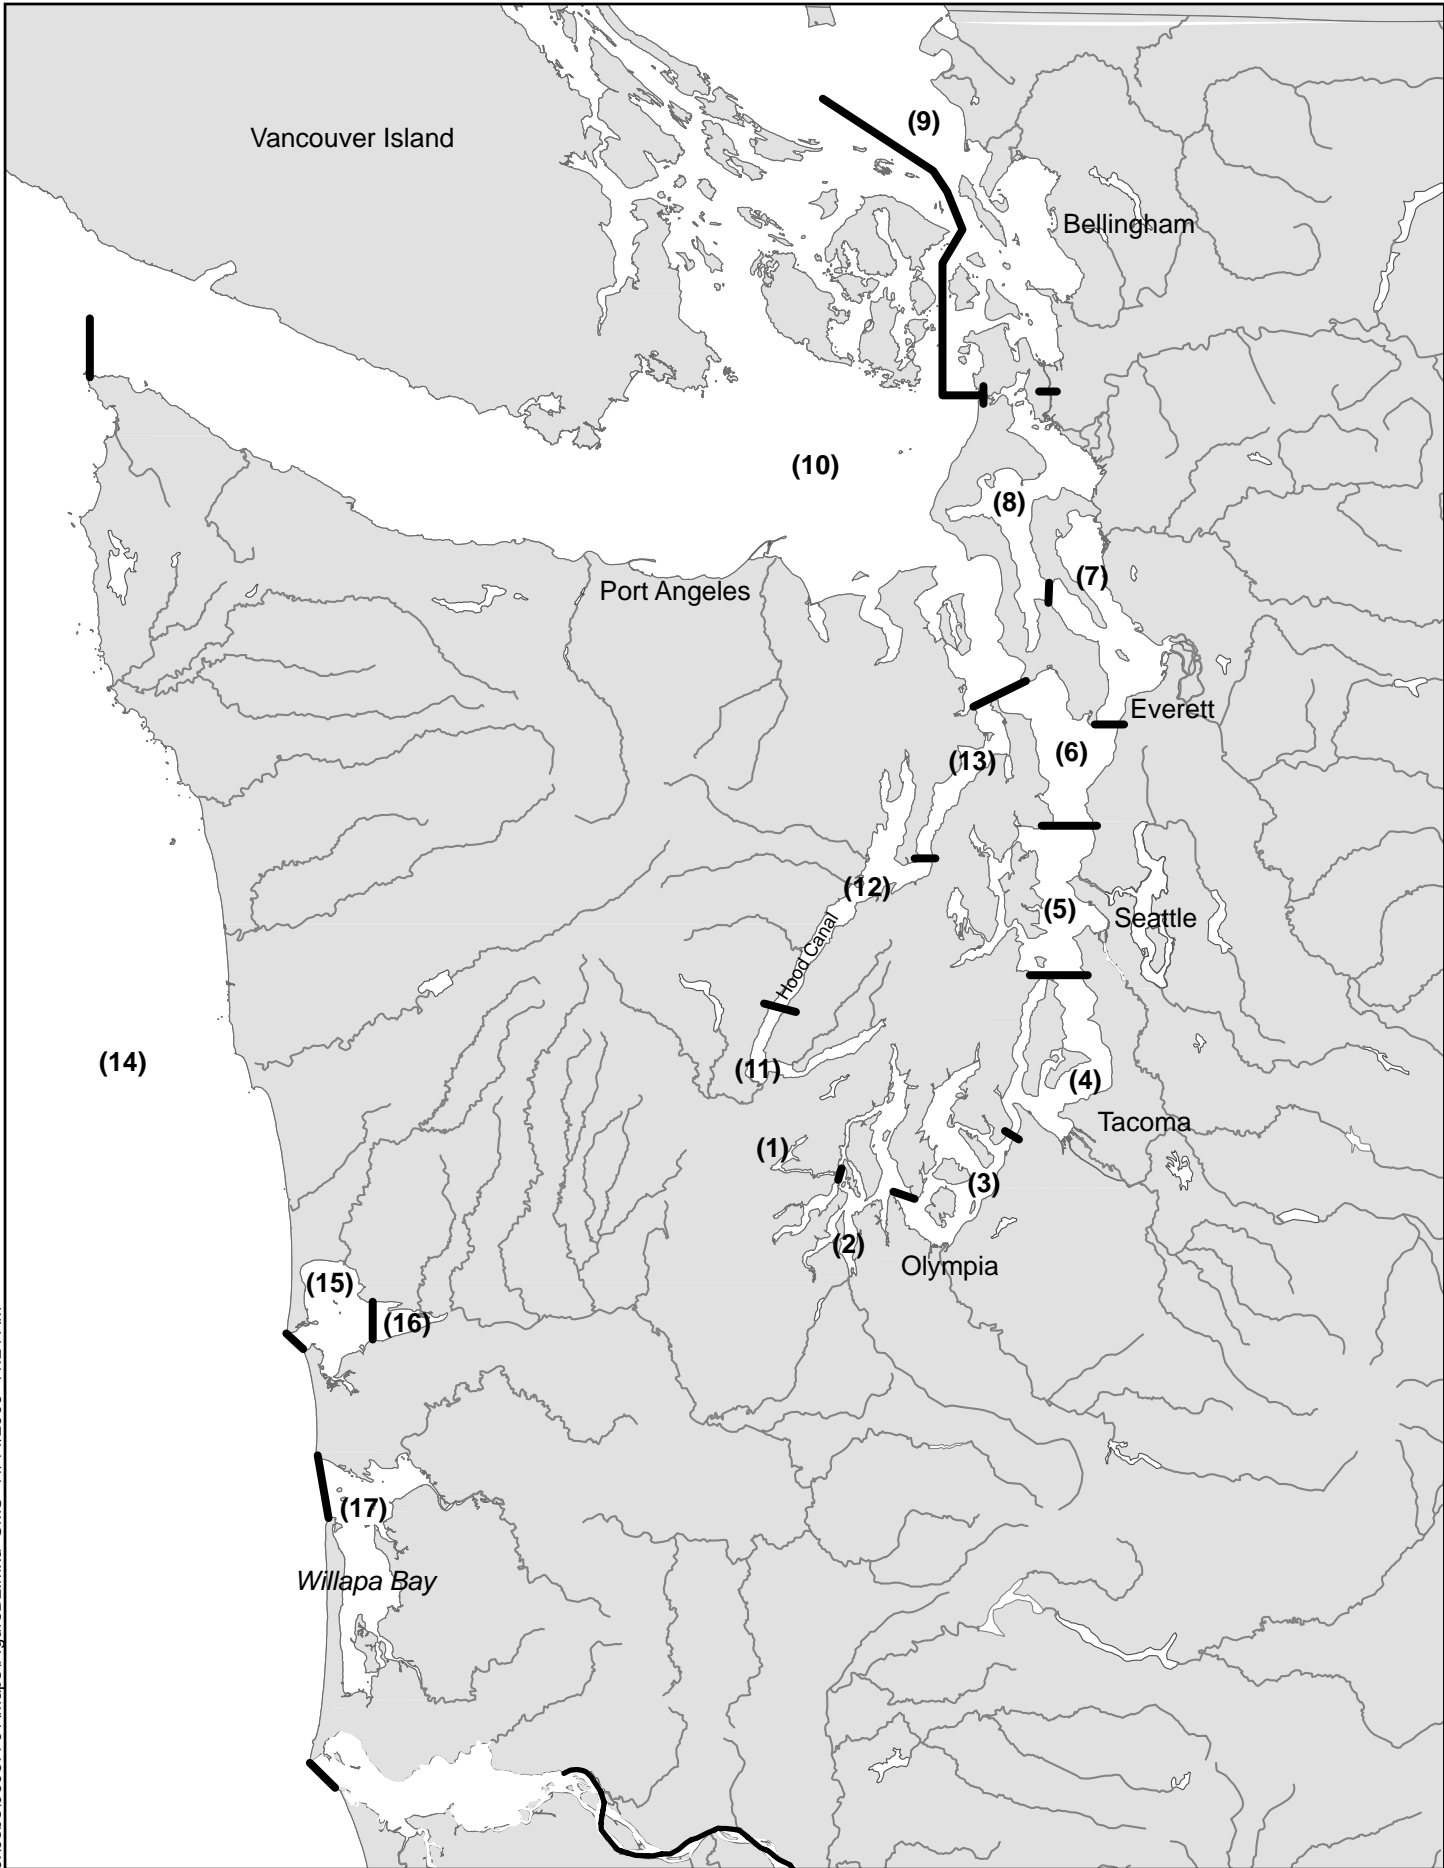 (9)
Vancouver Island
Bellingham
(10)
(8)
(7)
Port Angeles
Everett
(6)
(13)
(12)
(5)
Seattle
Hood Canal
(14)
(11)
(4)
Tacoma
(1)
(3)
(2)
Olympia
(15)
(16)
(17)
Willapa Bay